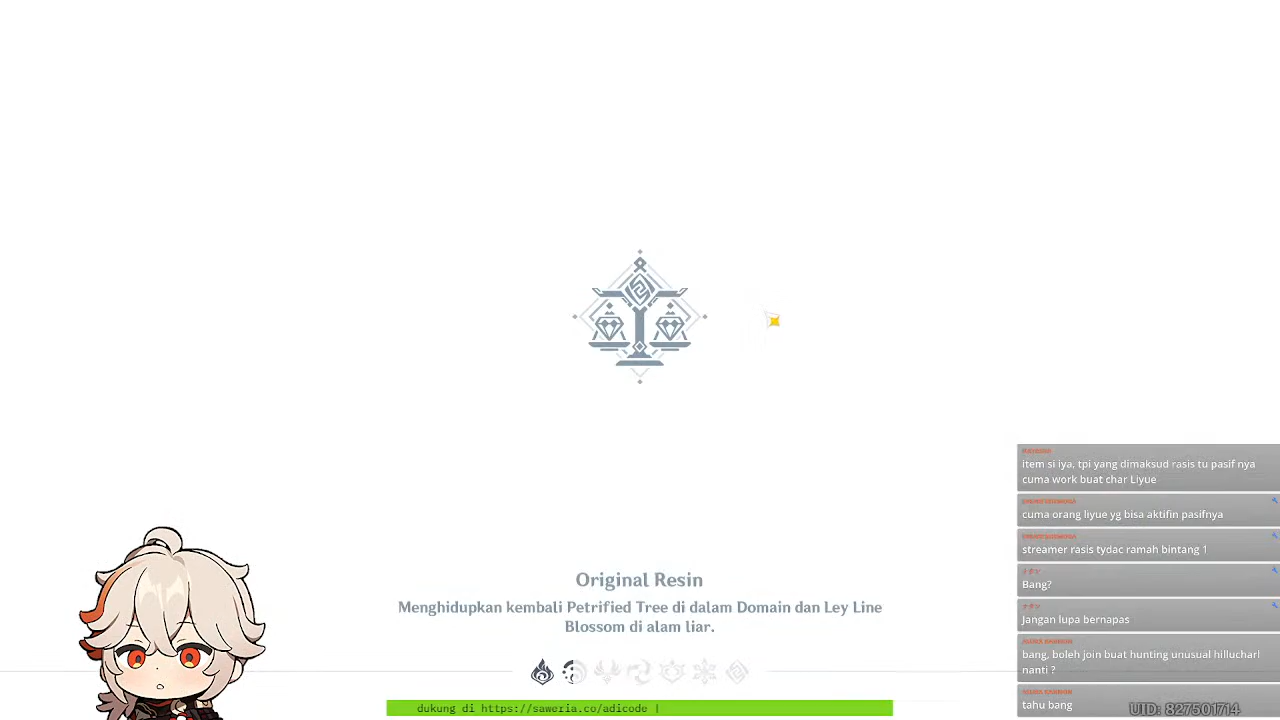 Original Resin
Menghidupkan kembali Petrified Tree di dalam Domain dan Ley Line
Blossom di alam liar.
dukung di https://saweria.co/adicode |
item si iya, tpi yang dimaksud rasis tu pasif nya
cuma work buat char Liyue
cuma orang liyue yg bisa aktifin pasifnya
streamer rasis tydac ramah bintang 1
Bang?
Jangan lupa bernapas
bang, boleh join buat hunting unusual hilluchurl
nanti ?
tahu bang
UID: 827501714